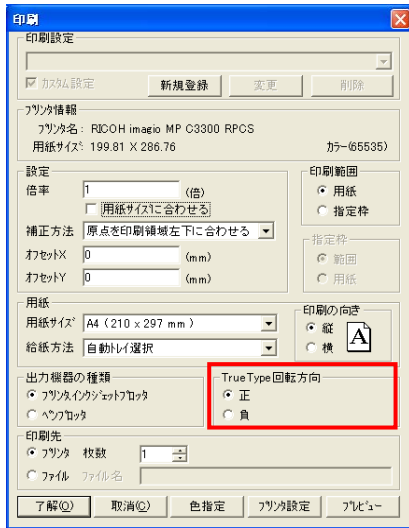 印刷
印刷設定
カスタム設定 新規登録 変更 削除
プリンタ情報
プリンタ名: RICOH imagio MP C3300 RPCS
用紙サイズ: 199.81 X 286.76 カラー(65535)
設定
倍率 1 (倍)
用紙サイズに合わせる
補正方法 原点を印刷領域左下に合わせる
オフセットX 0 (mm)
オフセットY 0 (mm)
印刷範囲
用紙
指定枠
指定枠
範囲
用紙
用紙
用紙サイズ A4 (210 x 297 mm)
給紙方法 自動トレイ選択
印刷の向き
縦
横
A
出力機器の種類
プリンタ,インクジェットプロッタ
ペンプロッタ
TrueType回転方向
正
負
印刷先
プリンタ 枚数 1
ファイル ファイル名
了解(O) 取消(C) 色指定 プリンタ設定 プレビュー